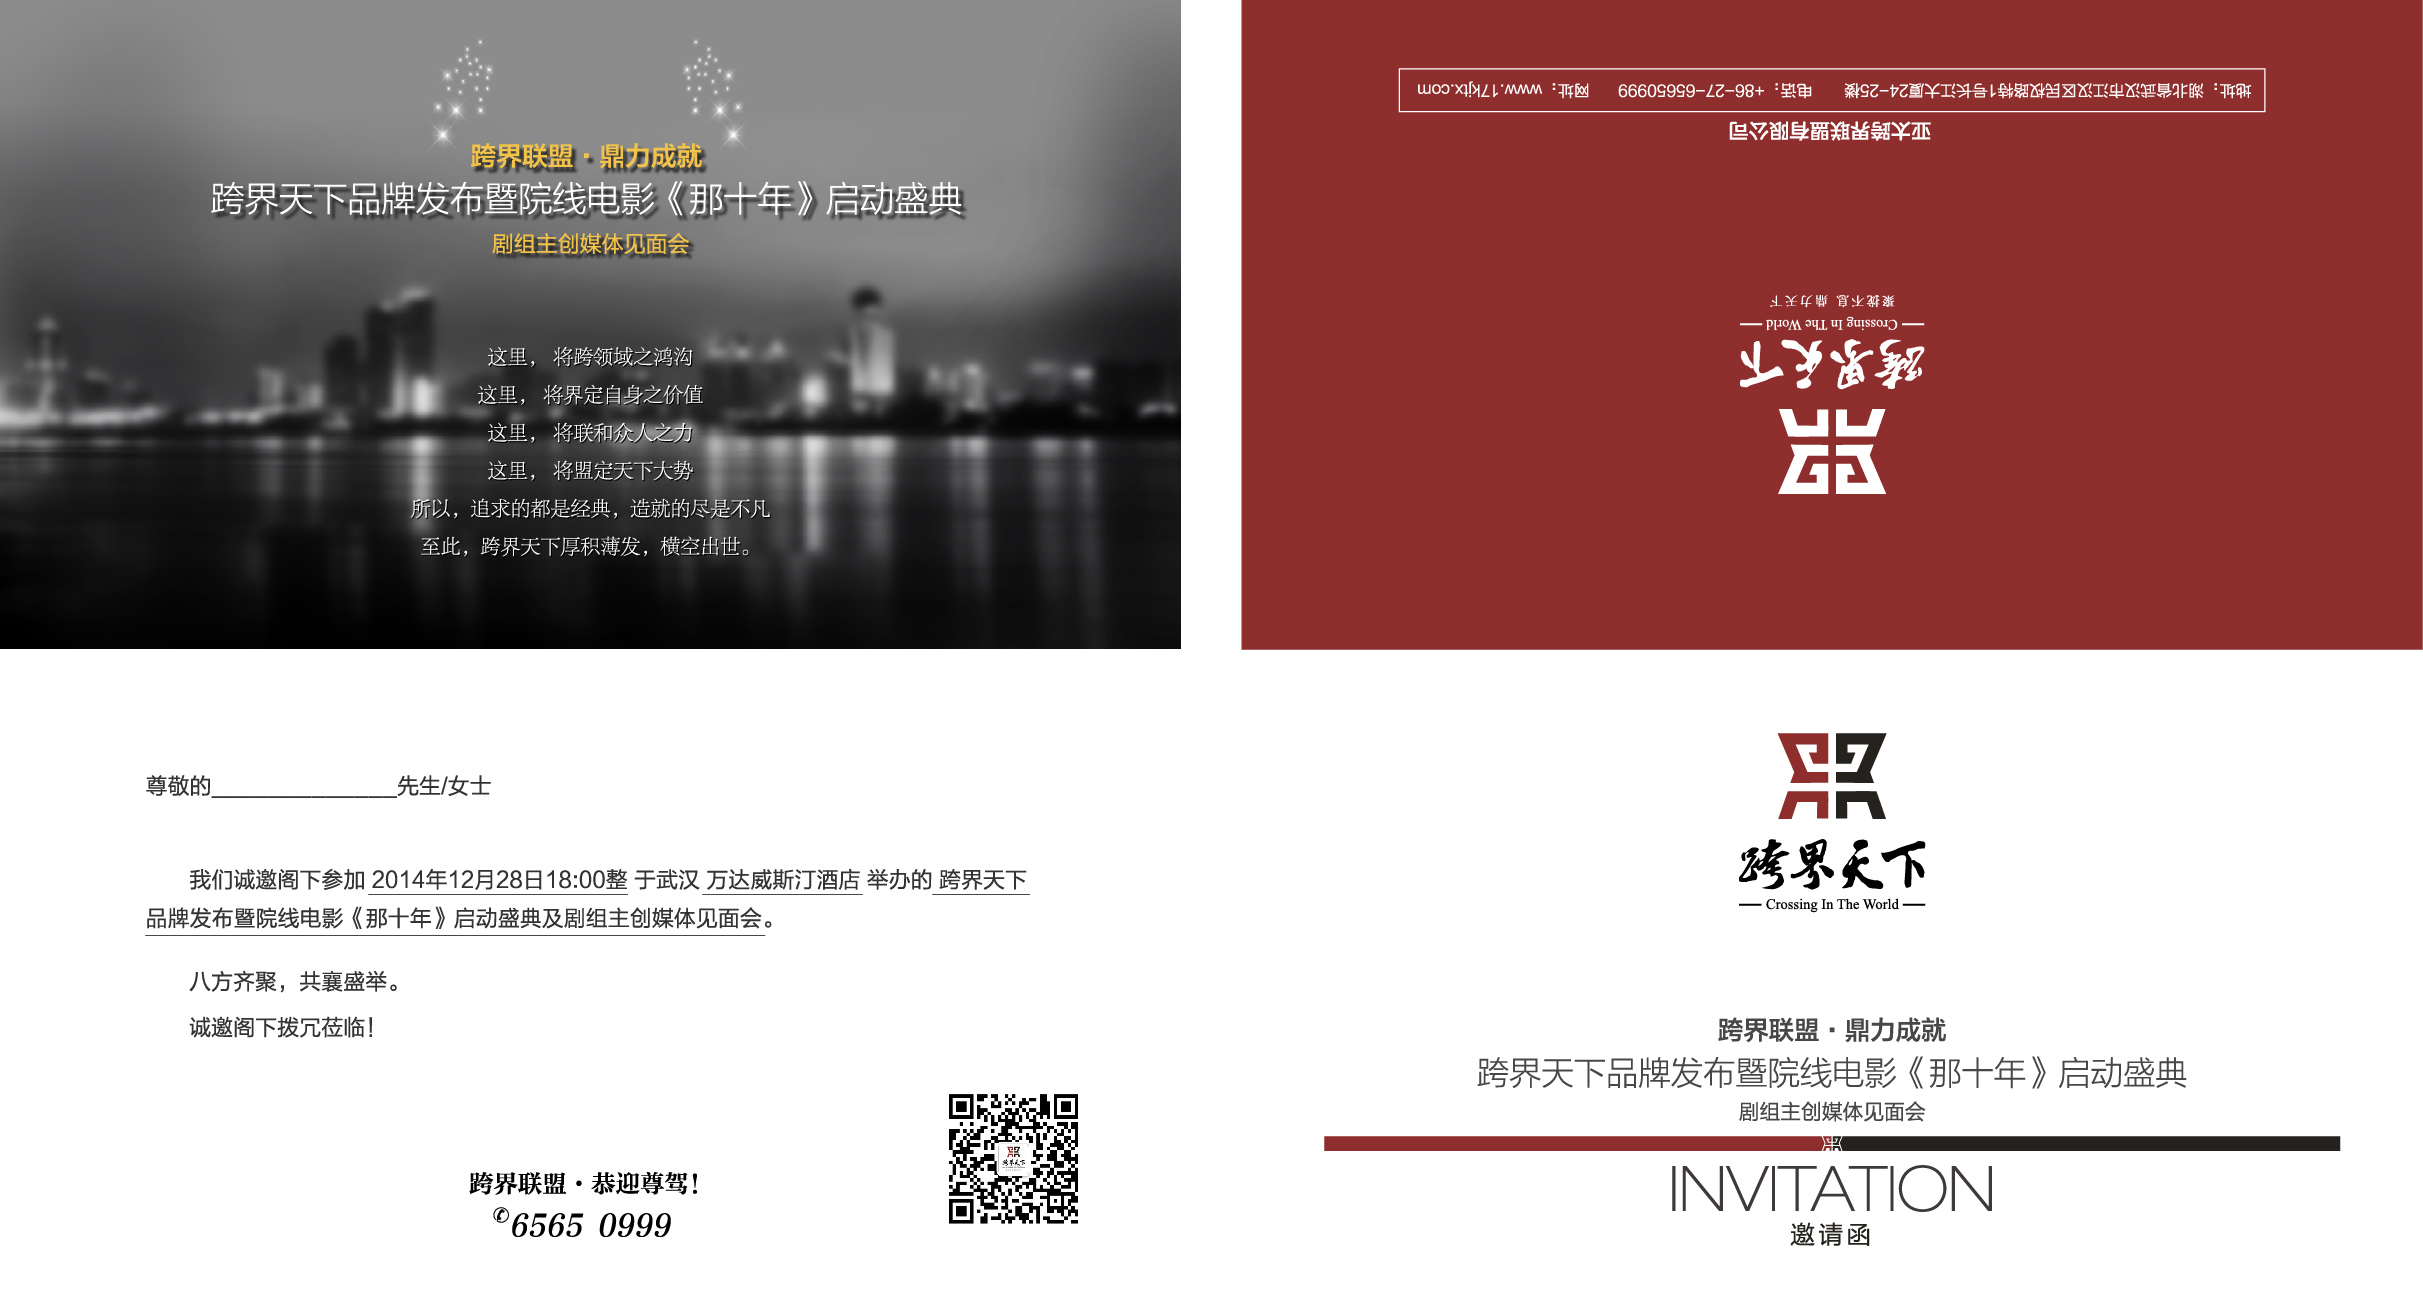 跨界联盟·鼎力成就
跨界天下品牌发布暨院线电影《那十年》启动盛典
剧组主创媒体见面会
这里， 将跨领域之鸿沟
这里， 将界定自身之价值
这里， 将联和众人之力
这里， 将盟定天下大势
所以，追求的都是经典，造就的尽是不凡
至此，跨界天下厚积薄发，横空出世。
跨界天下
Crossing In The World
聚拢不息 鼎力天下
亚太跨界联盟有限公司
地址：湖北省武汉市江汉区民权路特1号长江大厦24-25楼 电话：+86-27-65650999 网址：www.17kjtx.com
尊敬的_______________先生/女士
我们诚邀阁下参加 2014年12月28日18:00整 于武汉 万达威斯汀酒店 举办的 跨界天下
品牌发布暨院线电影《那十年》启动盛典及剧组主创媒体见面会。
八方齐聚，共襄盛举。
诚邀阁下拨冗莅临！
跨界联盟·恭迎尊驾！
✆6565 0999
跨界天下
跨界天下
Crossing In The World
跨界联盟·鼎力成就
跨界天下品牌发布暨院线电影《那十年》启动盛典
剧组主创媒体见面会
INVITATION
邀请函